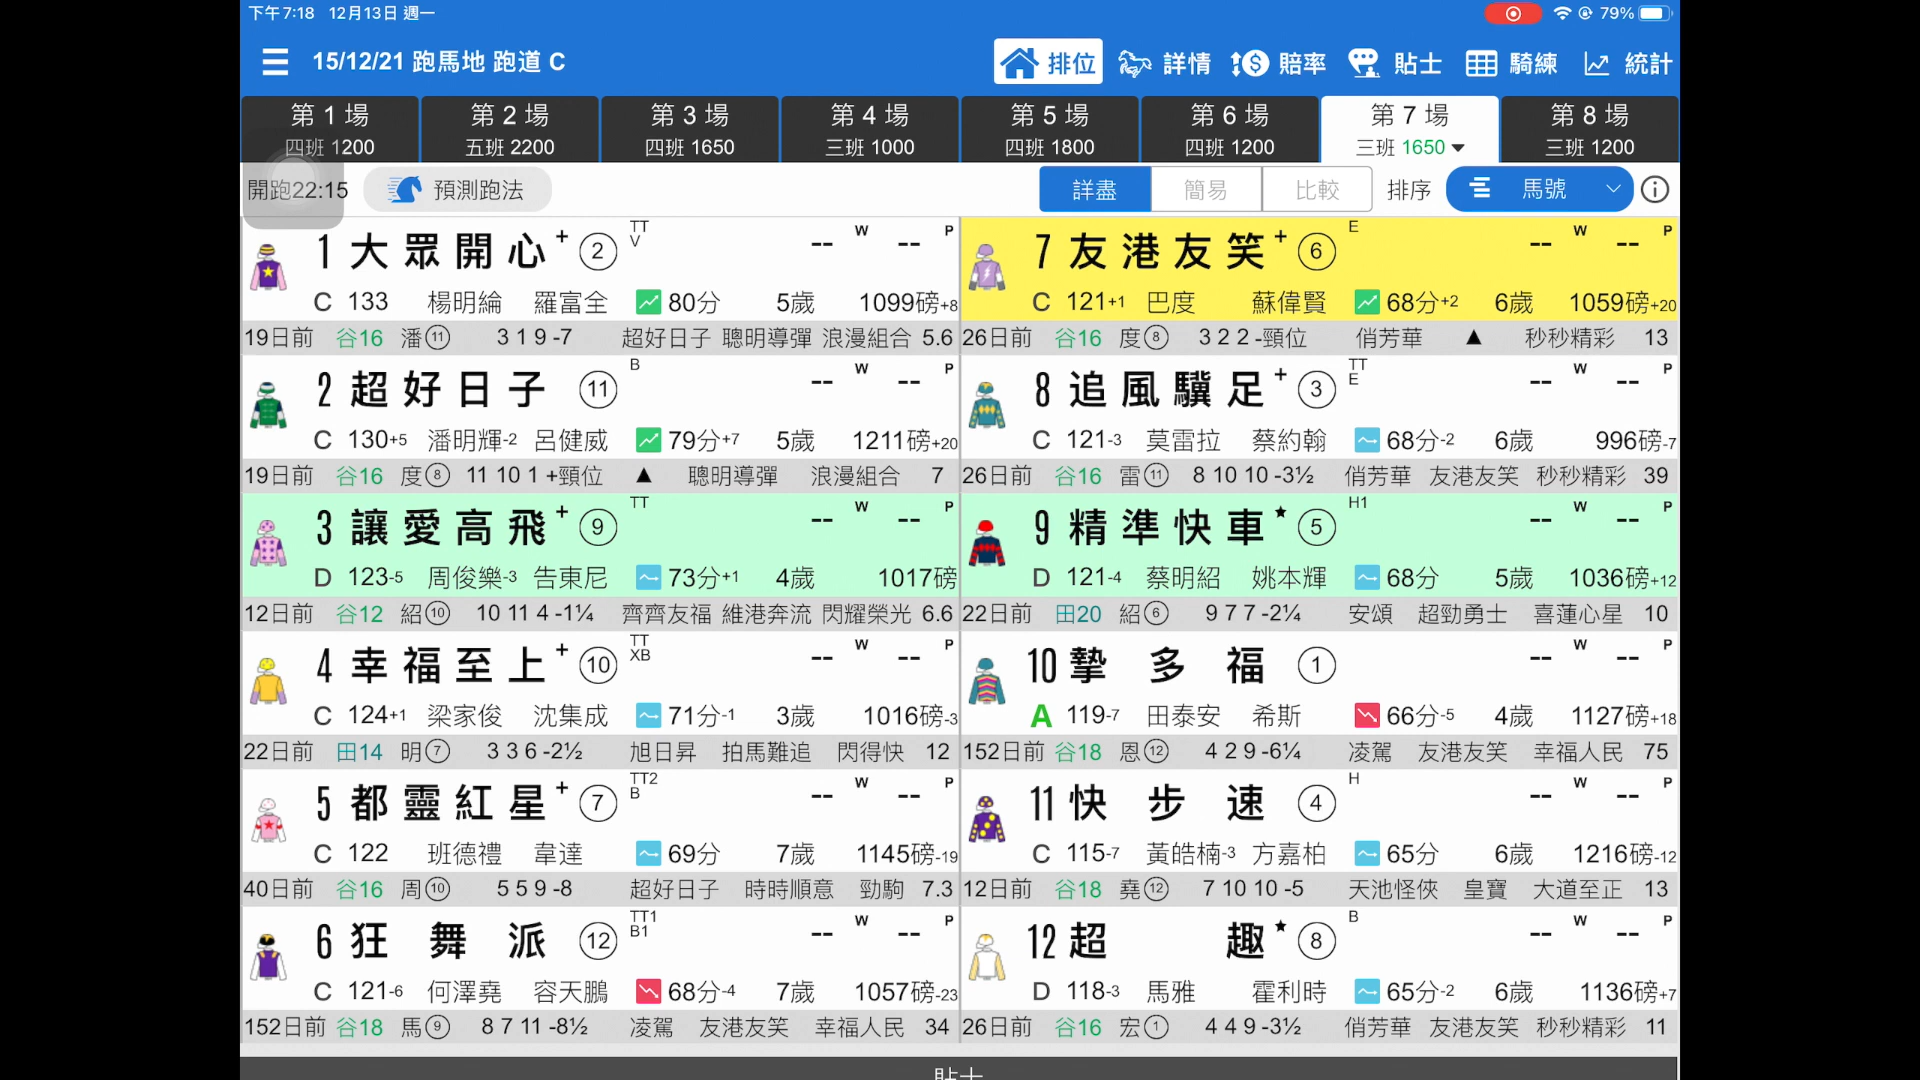 下午7:18 12月13日 週一 79%
15/12/21 跑馬地 跑道 C 排位 詳情 賠率 貼士 騎練 統計
第 1 場 第 2 場 第 3 場 第 4 場 第 5 場 第 6 場 第 7 場 第 8 場
四班 1200 五班 2200 四班 1650 三班 1000 四班 1800 四班 1200 三班 1650 三班 1200
開跑22:15 預測跑法 詳盡 簡易 比較 排序 馬號
1 大眾開心+ 2 TT V -- W -- P
C 133 楊明綸 羅富全 80分 5歲 1099磅+8
19日前 谷16 潘11 3 1 9 -7 超好日子 聰明導彈 浪漫組合 5.6
2 超好日子 11 B -- W -- P
C 130+5 潘明輝-2 呂健威 79分+7 5歲 1211磅+20
19日前 谷16 度8 11 10 1 +頸位 ▲ 聰明導彈 浪漫組合 7
3 讓愛高飛+ 9 TT -- W -- P
D 123-5 周俊樂-3 告東尼 73分+1 4歲 1017磅
12日前 谷12 紹10 10 11 4 -1¼ 齊齊友福 維港奔流 閃耀榮光 6.6
4 幸福至上+ 10 TT XB -- W -- P
C 124+1 梁家俊 沈集成 71分-1 3歲 1016磅-3
22日前 田14 明7 3 3 6 -2½ 旭日昇 拍馬難追 閃得快 12
5 都靈紅星+ 7 TT2 B -- W -- P
C 122 班德禮 韋達 69分 7歲 1145磅-19
40日前 谷16 周10 5 5 9 -8 超好日子 時時順意 勁駒 7.3
6 狂舞派 12 TT1 B1 -- W -- P
C 121-6 何澤堯 容天鵬 68分-4 7歲 1057磅-23
152日前 谷18 馬9 8 7 11 -8½ 凌駕 友港友笑 幸福人民 34
7 友港友笑+ 6 E -- W -- P
C 121+1 巴度 蘇偉賢 68分+2 6歲 1059磅+20
26日前 谷16 度8 3 2 2 -頸位 俏芳華 ▲ 秒秒精彩 13
8 追風驥足+ 3 TT E -- W -- P
C 121-3 莫雷拉 蔡約翰 68分-2 6歲 996磅-7
26日前 谷16 雷11 8 10 10 -3½ 俏芳華 友港友笑 秒秒精彩 39
9 精準快車★ 5 H1 -- W -- P
D 121-4 蔡明紹 姚本輝 68分 5歲 1036磅+12
22日前 田20 紹6 9 7 7 -2¼ 安頌 超勁勇士 喜蓮心星 10
10 摯多福 1 -- W -- P
A 119-7 田泰安 希斯 66分-5 4歲 1127磅+18
152日前 谷18 恩12 4 2 9 -6¼ 凌駕 友港友笑 幸福人民 75
11 快步速 4 H -- W -- P
C 115-7 黃皓楠-3 方嘉柏 65分 6歲 1216磅-12
12日前 谷18 堯12 7 10 10 -5 天池怪俠 皇寶 大道至正 13
12 超趣★ 8 B -- W -- P
D 118-3 馬雅 霍利時 65分-2 6歲 1136磅+7
26日前 谷16 宏1 4 4 9 -3½ 俏芳華 友港友笑 秒秒精彩 11
貼士